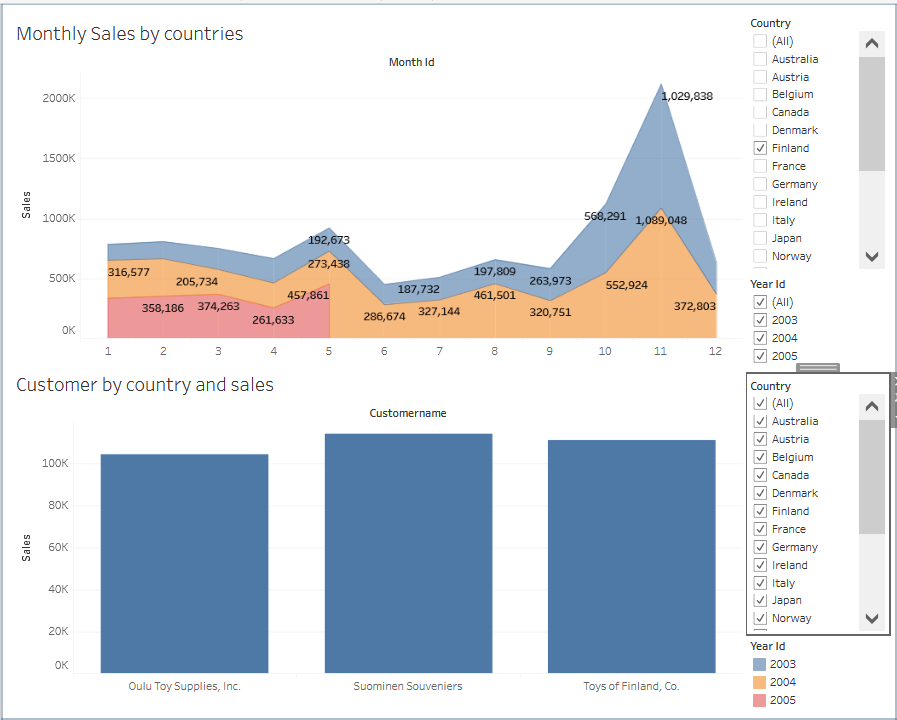 Monthly Sales by countries
Month Id
Sales
2000K
1500K
1000K
500K
0K
1,029,838
568,291
1,089,048
192,673
273,438
316,577
205,734
457,861
187,732
197,809
263,973
552,924
358,186
374,263
261,633
286,674
327,144
461,501
320,751
372,803
1 2 3 4 5 6 7 8 9 10 11 12
Country
(All)
Australia
Austria
Belgium
Canada
Denmark
Finland
France
Germany
Ireland
Italy
Japan
Norway
Year Id
(All)
2003
2004
2005
Customer by country and sales
Customername
Sales
100K
80K
60K
40K
20K
0K
Oulu Toy Supplies, Inc. Suominen Souveniers Toys of Finland, Co.
Country
(All)
Australia
Austria
Belgium
Canada
Denmark
Finland
France
Germany
Ireland
Italy
Japan
Norway
Year Id
2003
2004
2005